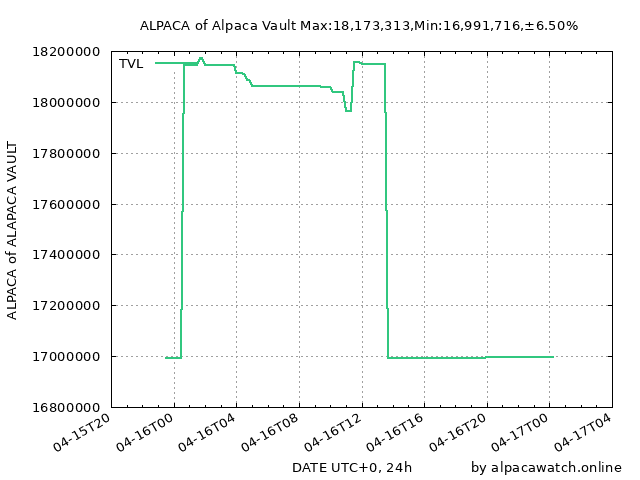 ALPACA of Alpaca Vault Max:18,173,313,Min:16,991,716,±6.50%
TVL
18200000
18000000
17800000
17600000
17400000
17200000
17000000
16800000
ALPACA of ALAPACA VAULT
04-15T20
04-16T00
04-16T04
04-16T08
04-16T12
04-16T16
04-16T20
04-17T00
04-17T04
DATE UTC+0, 24h
by alpacawatch.online